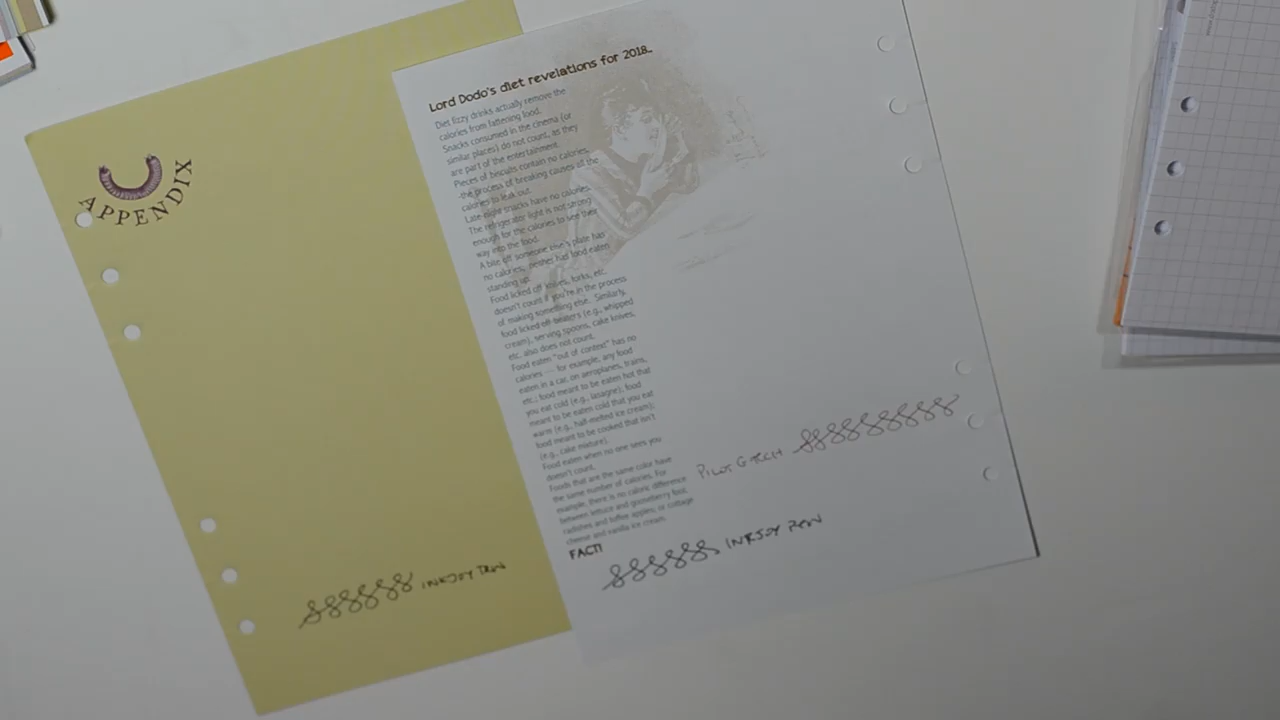 APPENDIX
Lord Dodo's diet revelations for 2018...
Diet fizzy drinks actually remove the
calories from fattening food.
Snacks consumed in the cinema (or
similar places) do not count, as they
are part of the entertainment.
Pieces of biscuits contain no calories
-the process of breaking causes all the
calories to leak out.
Late-night snacks have no calories.
The refrigerator light is not strong
enough for the calories to see their
way into the food.
A bite off someone else's plate has
no calories, neither has food eaten
standing up.
Food licked off knives, forks, etc.
doesn't count if you're in the process
of making something else. Similarly,
food licked off beaters (e.g., whipped
cream), serving spoons, cake knives,
etc. also does not count.
Food eaten "out of context" has no
calories --- for example, any food
eaten in a car, on aeroplanes, trains,
etc.; food meant to be eaten hot that
you eat cold (e.g., lasagne); food
meant to be eaten cold that you eat
warm (e.g., half-melted ice cream);
food meant to be cooked that isn't
(e.g., cake mixture).
Food eaten when no one sees you
doesn't count.
Foods that are the same color have
the same number of calories. For
example, there is no caloric difference
between lettuce and gooseberry fool,
radishes and toffee apples, or cottage
cheese and vanilla ice cream.
FACT!
PILOT G-TECH
INKJOY PEN
INKJOY PEN